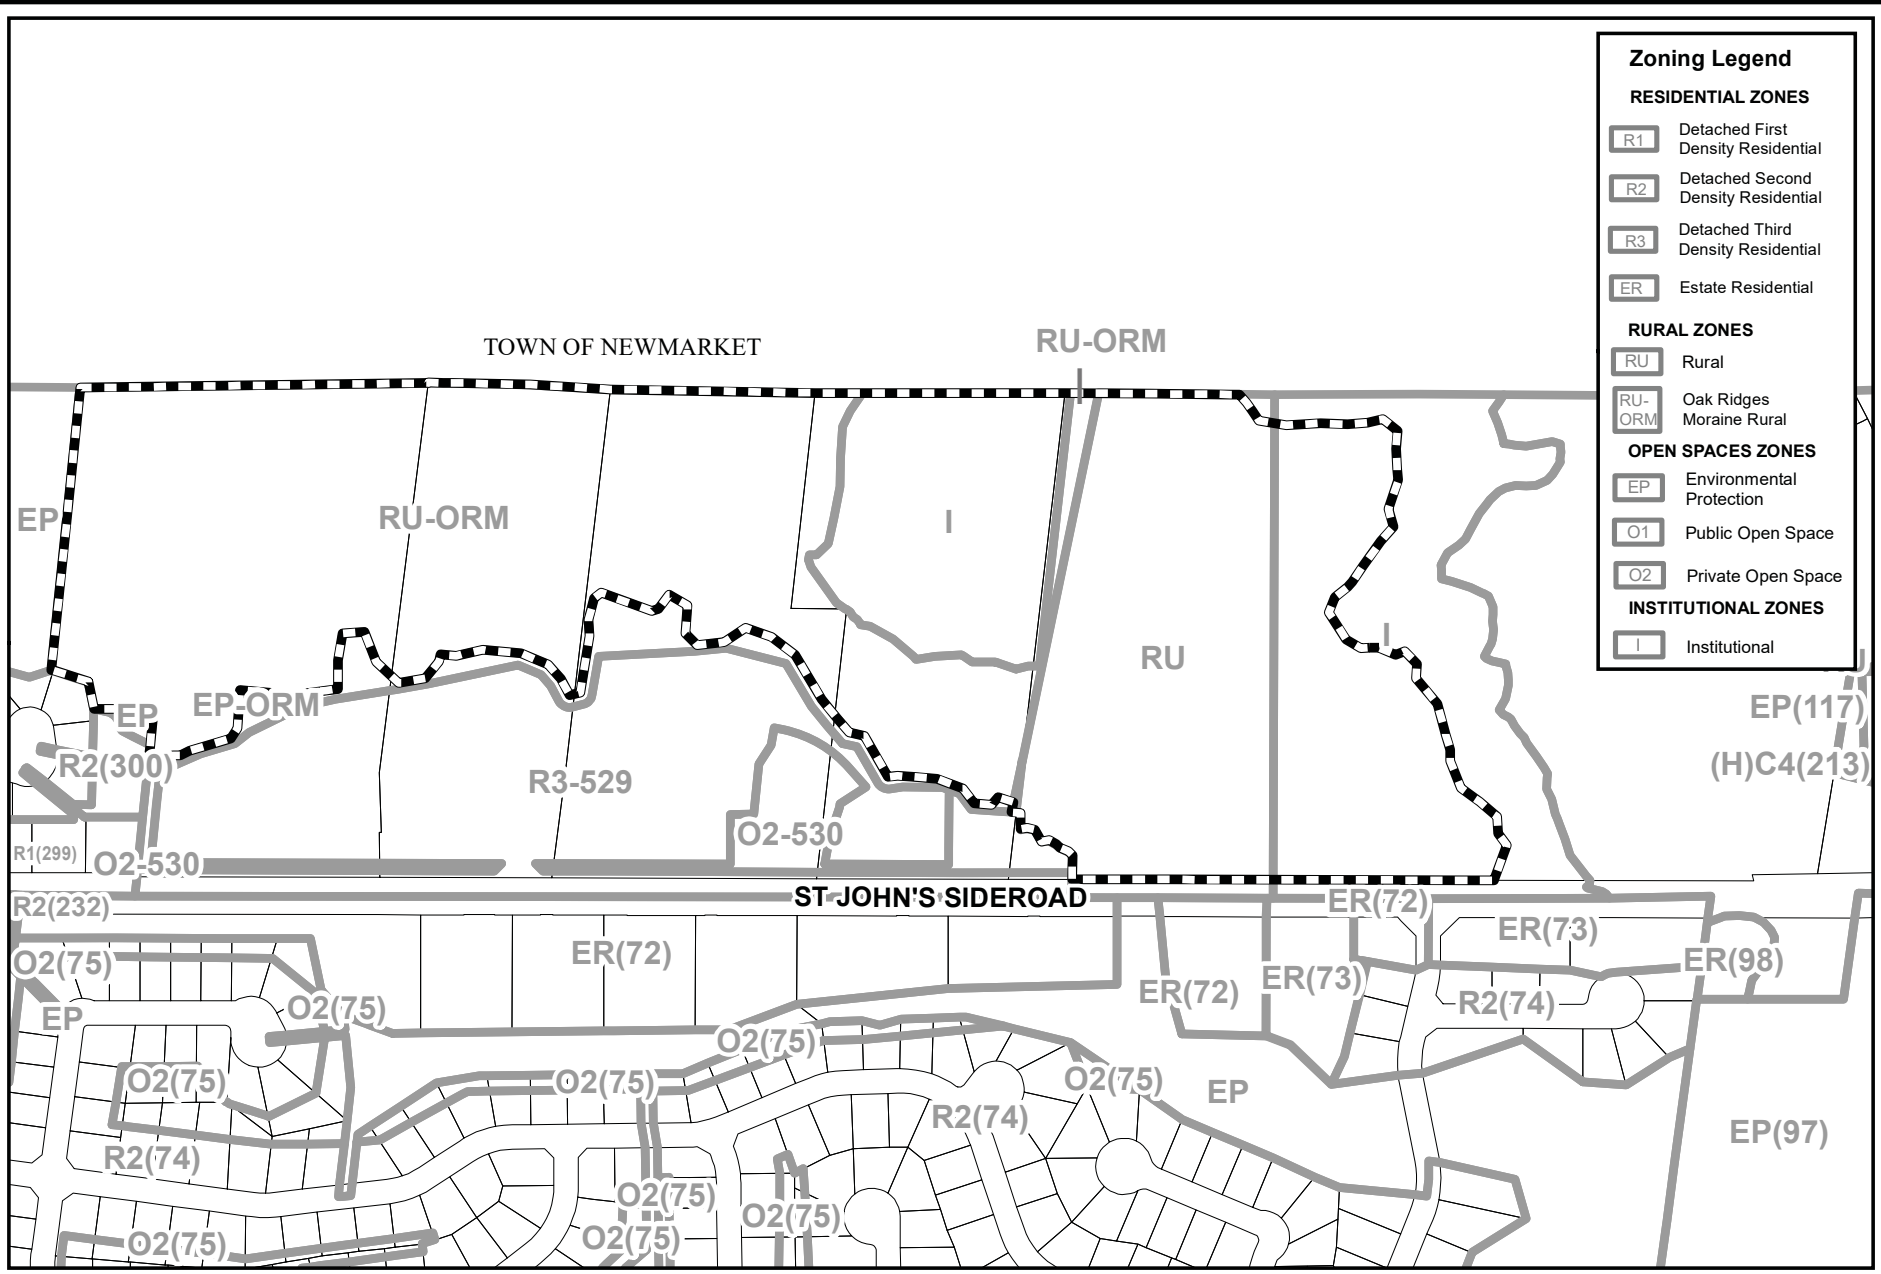 Zoning Legend
RESIDENTIAL ZONES
R1
Detached First
Density Residential
R2
Detached Second
Density Residential
R3
Detached Third
Density Residential
ER
Estate Residential
RURAL ZONES
RU
Rural
RU-
ORM
Oak Ridges
Moraine Rural
OPEN SPACES ZONES
EP
Environmental
Protection
O1
Public Open Space
O2
Private Open Space
INSTITUTIONAL ZONES
I
Institutional
TOWN OF NEWMARKET
RU-ORM
EP
RU-ORM
I
RU
I
EP-ORM
EP
R2(300)
EP(117)
(H)C4(213)
R3-529
O2-530
R1(299)
O2-530
ST JOHN'S SIDEROAD
R2(232)
ER(72)
ER(73)
ER(72)
O2(75)
ER(98)
ER(72)
ER(73)
R2(74)
EP
O2(75)
O2(75)
O2(75)
O2(75)
O2(75)
EP
R2(74)
EP(97)
R2(74)
O2(75)
O2(75)
O2(75)
O2(75)